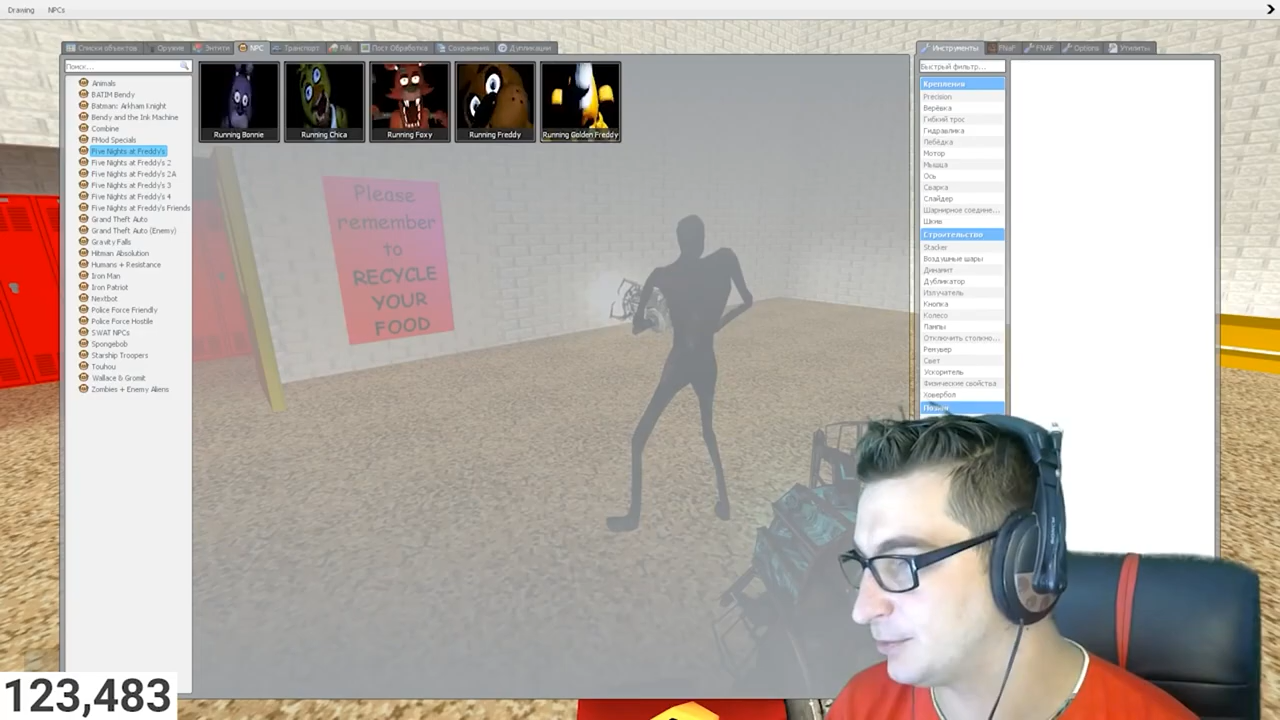 Drawing NPCs
Списки объектов Оружие Энтити NPC Транспорт Pills Пост Обработка Сохранения Дупликации
Поиск...
Animals
BATIM Bendy
Batman: Arkham Knight
Bendy and the Ink Machine
Combine
FMod Specials
Five Nights at Freddy's
Five Nights at Freddy's 2
Five Nights at Freddy's 2A
Five Nights at Freddy's 3
Five Nights at Freddy's 4
Five Nights at Freddy's Friends
Grand Theft Auto
Grand Theft Auto (Enemy)
Gravity Falls
Hitman Absolution
Humans + Resistance
Iron Man
Iron Patriot
Nextbot
Police Force Friendly
Police Force Hostile
SWAT NPCs
Spongebob
Starship Troopers
Touhou
Wallace & Gromit
Zombies + Enemy Aliens
Running Bonnie Running Chica Running Foxy Running Freddy Running Golden Freddy
Please
remember
to
RECYCLE
YOUR
FOOD
Инструменты FNaF FNAF Options Утилиты
Быстрый фильтр...
Крепления
Precision
Верёвка
Гибкий трос
Гидравлика
Лебёдка
Мотор
Мышца
Ось
Сварка
Слайдер
Шарнирное соедине...
Шкив
Строительство
Stacker
Воздушные шары
Динамит
Дубликатор
Излучатель
Кнопка
Колесо
Лампы
Отключить столкно...
Ремувер
Свет
Ускоритель
Физические свойства
Ховербол
123,483